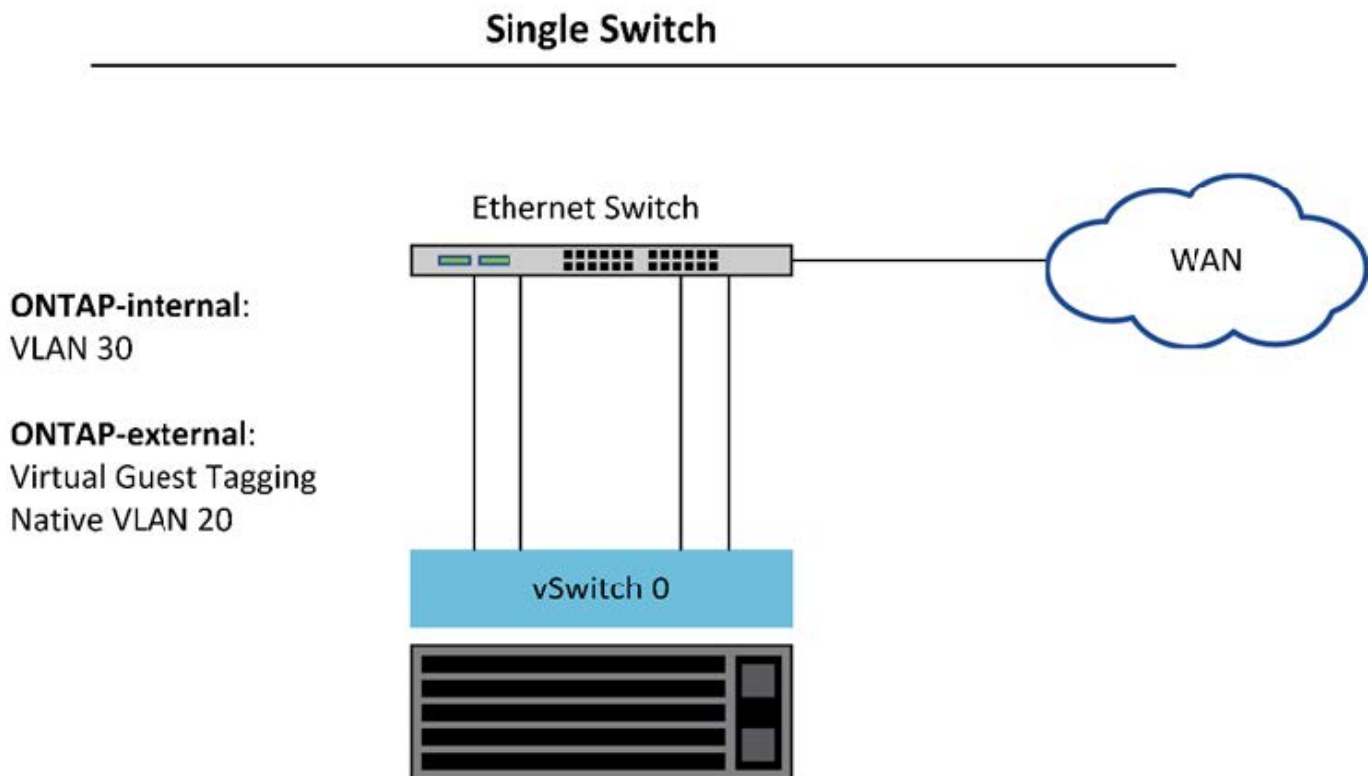 Single Switch
Ethernet Switch
WAN
ONTAP-internal:
VLAN 30
ONTAP-external:
Virtual Guest Tagging
Native VLAN 20
vSwitch 0